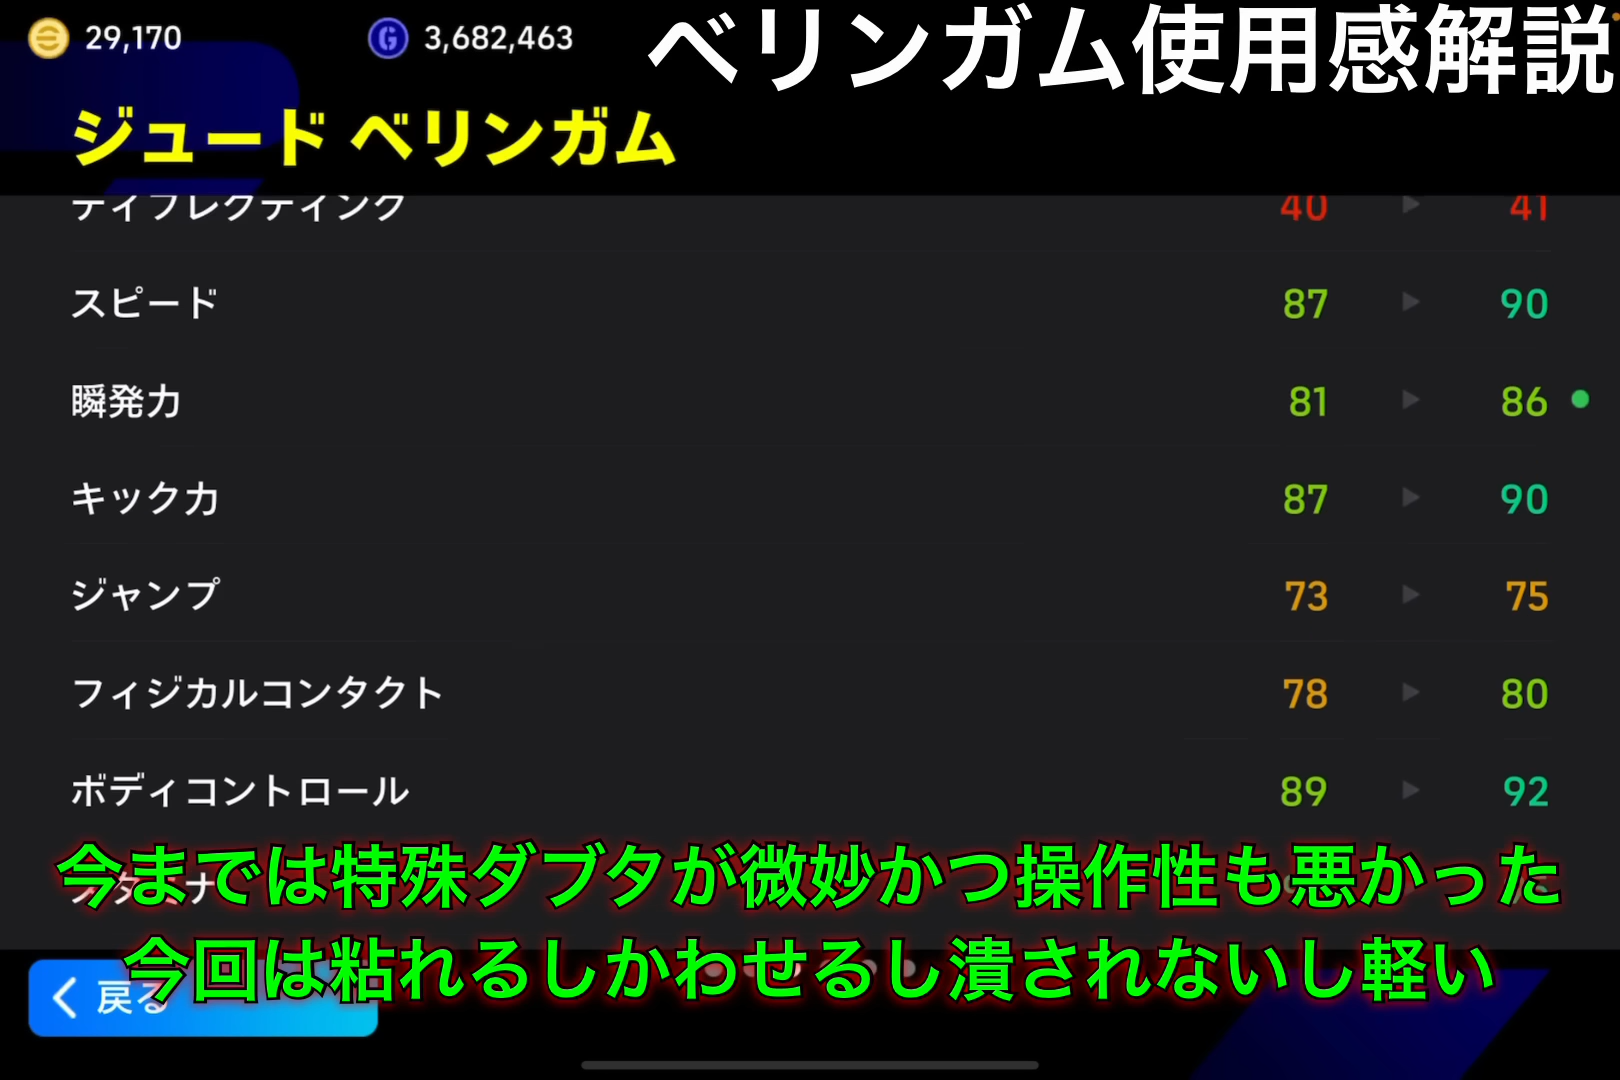 29,170
3,682,463
ベリンガム使用感解説
ジュード ベリンガム
ディフレクティング 40 ▶ 41
スピード 87 ▶ 90
瞬発力 81 ▶ 86
キック力 87 ▶ 90
ジャンプ 73 ▶ 75
フィジカルコンタクト 78 ▶ 80
ボディコントロール 89 ▶ 92
今までは特殊ダブタが微妙かつ操作性も悪かった
今回は粘れるしかわせるし潰されないし軽い
戻る